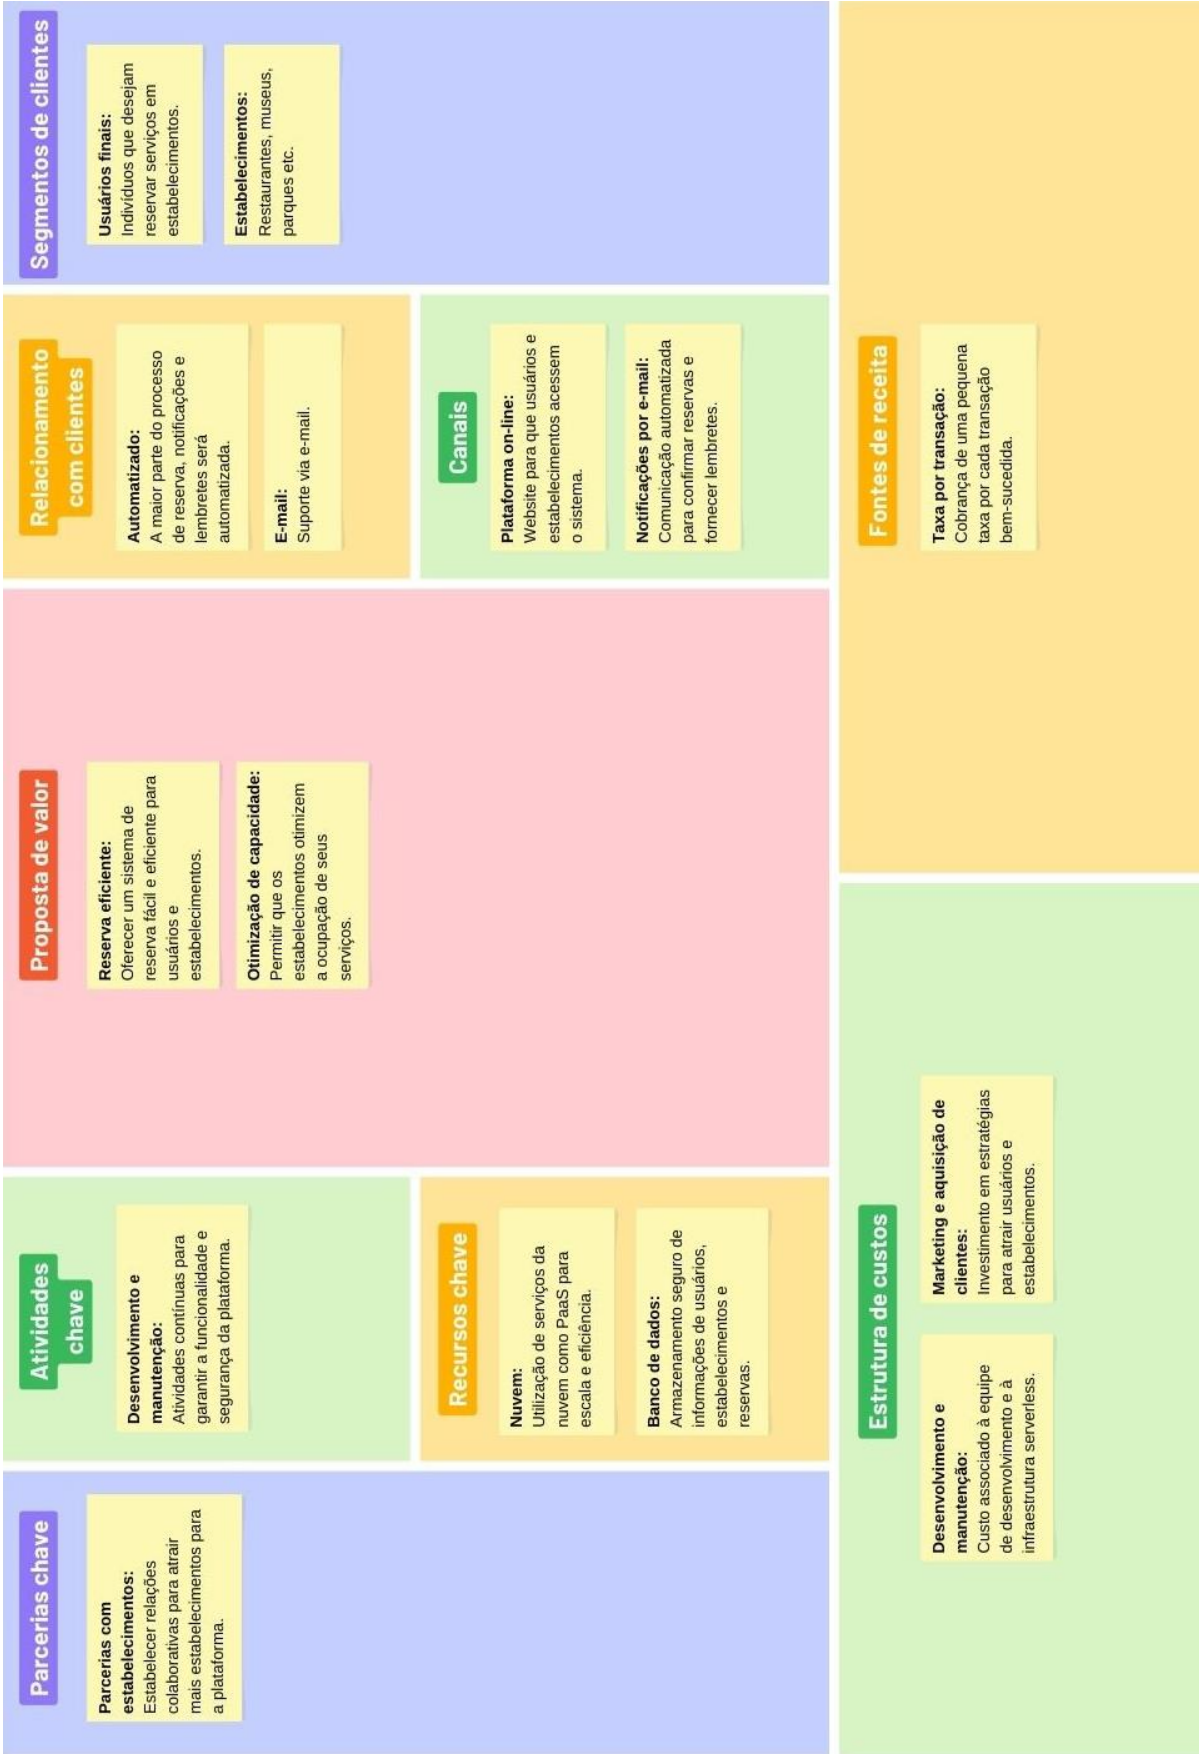 Parcerias chave
Parcerias com
estabelecimentos:
Estabelecer relações
colaborativas para atrair
mais estabelecimentos para
a plataforma.
Atividades
chave
Desenvolvimento e
manutenção:
Atividades contínuas para
garantir a funcionalidade e
segurança da plataforma.
Recursos chave
Nuvem:
Utilização de serviços da
nuvem como PaaS para
escala e eficiência.
Banco de dados:
Armazenamento seguro de
informações de usuários,
estabelecimentos e
reservas.
Proposta de valor
Reserva eficiente:
Oferecer um sistema de
reserva fácil e eficiente para
usuários e
estabelecimentos.
Otimização de capacidade:
Permitir que os
estabelecimentos otimizem
a ocupação de seus
serviços.
Relacionamento
com clientes
Automatizado:
A maior parte do processo
de reserva, notificações e
lembretes será
automatizada.
E-mail:
Suporte via e-mail.
Canais
Plataforma on-line:
Website para que usuários e
estabelecimentos acessem
o sistema.
Notificações por e-mail:
Comunicação automatizada
para confirmar reservas e
fornecer lembretes.
Segmentos de clientes
Usuários finais:
Indivíduos que desejam
reservar serviços em
estabelecimentos.
Estabelecimentos:
Restaurantes, museus,
parques etc.
Estrutura de custos
Desenvolvimento e
manutenção:
Custo associado à equipe
de desenvolvimento e à
infraestrutura serverless.
Marketing e aquisição de
clientes:
Investimento em estratégias
para atrair usuários e
estabelecimentos.
Fontes de receita
Taxa por transação:
Cobrança de uma pequena
taxa por cada transação
bem-sucedida.